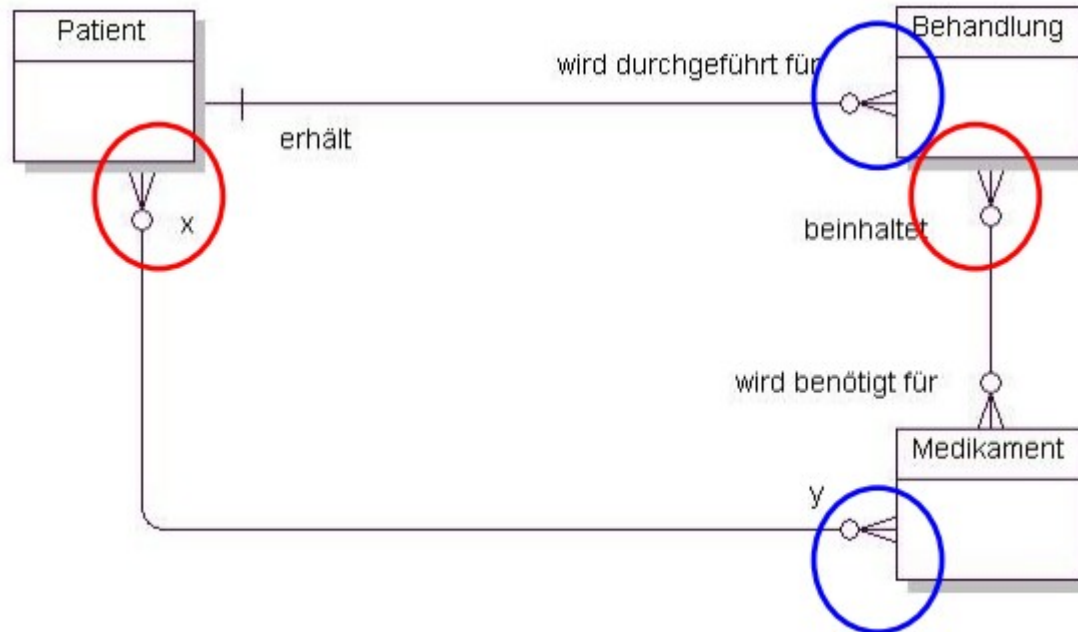 Patient
Behandlung
wird durchgeführt für
erhält
x
beinhaltet
wird benötigt für
Medikament
y